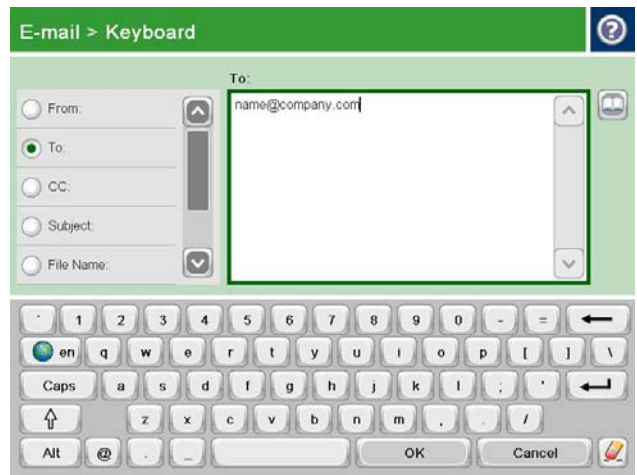 E-mail > Keyboard
To:
name@company.com
From:
To:
CC:
Subject:
File Name:
` 1 2 3 4 5 6 7 8 9 0 - =
en q w e r t y u i o p [ ] \
Caps a s d f g h j k l ; '
z x c v b n m , . /
Alt @ . _ OK Cancel